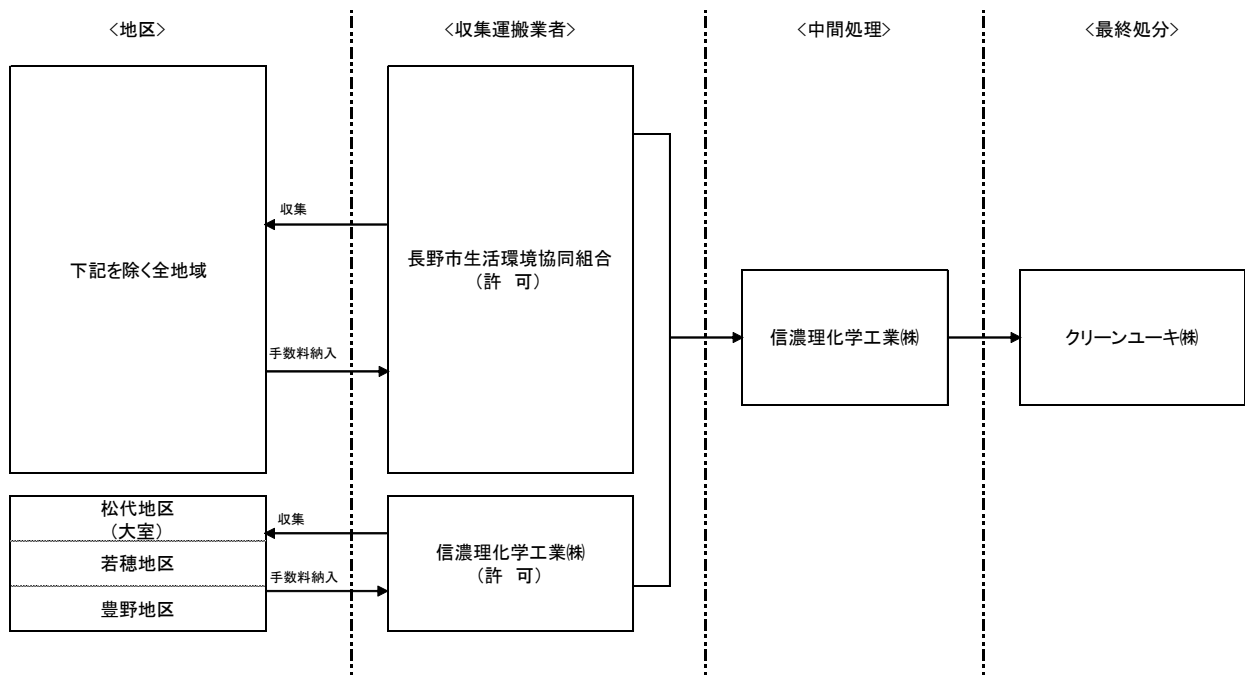 <地区>
<収集運搬業者>
<中間処理>
<最終処分>
収集
下記を除く全地域
長野市生活環境協同組合
(許　可)
手数料納入
信濃理化学工業㈱
クリーンユーキ㈱
松代地区
(大室)
若穂地区
豊野地区
収集
手数料納入
信濃理化学工業㈱
(許　可)